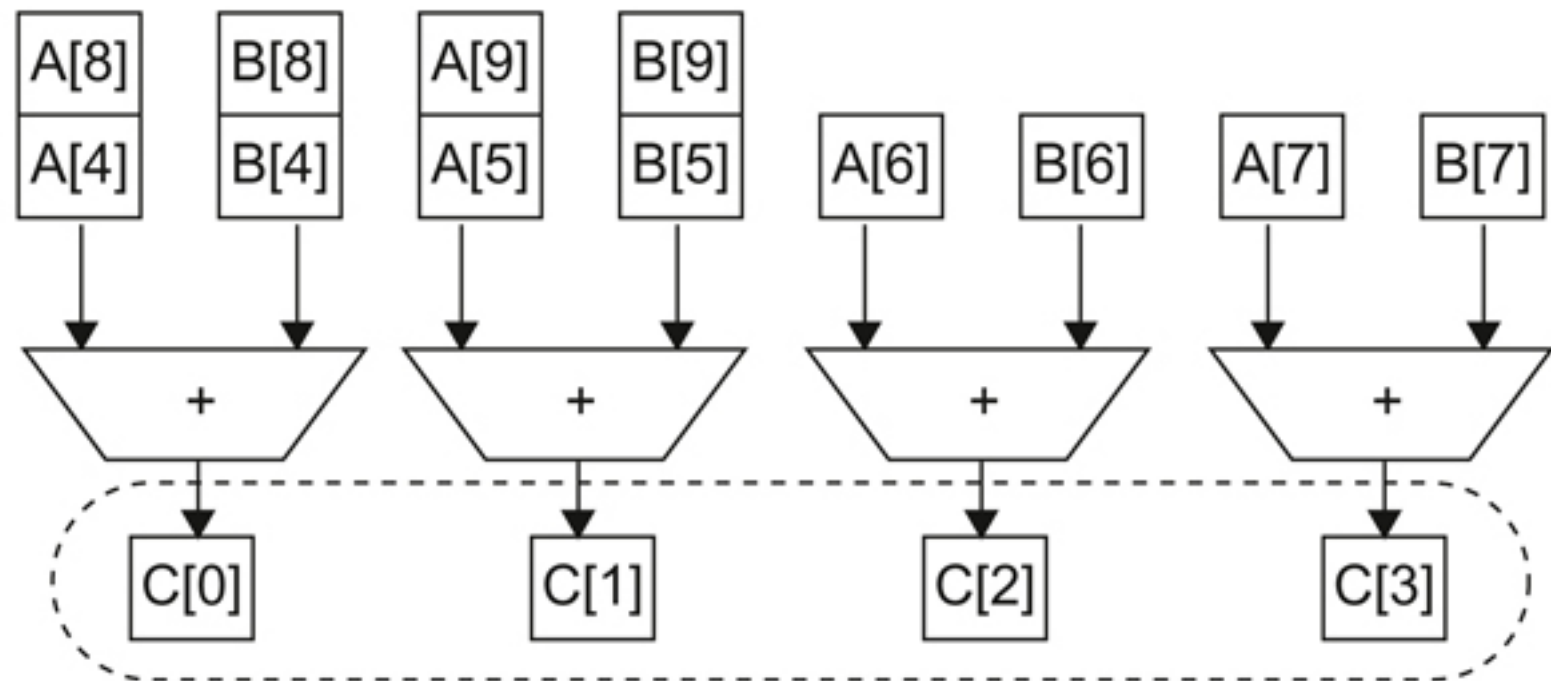 A[8] B[8] A[9] B[9]
A[4] B[4] A[5] B[5] A[6] B[6] A[7] B[7]
+ + + +
C[0] C[1] C[2] C[3]